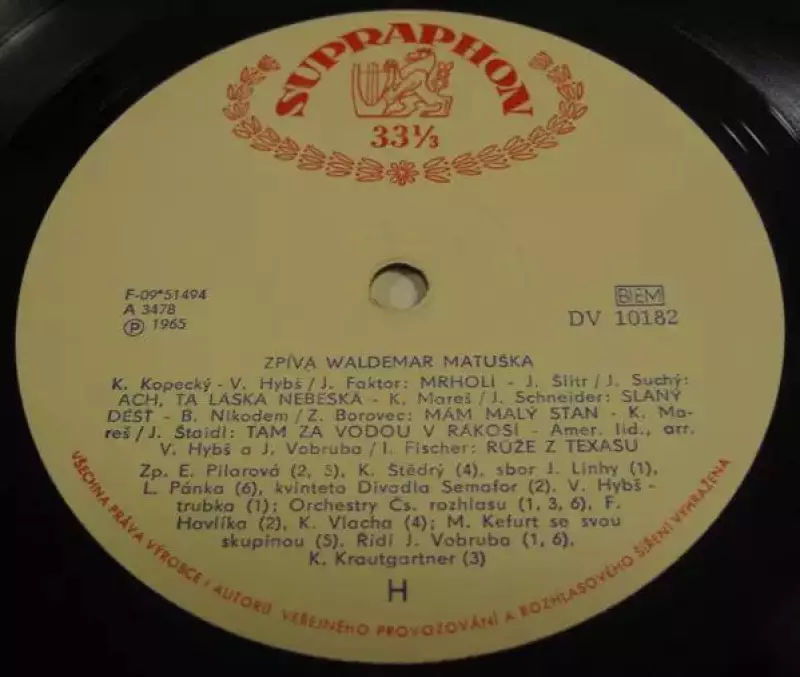 SUPRAPHON
33⅓
F-09*51494
A 3478
Ⓟ 1965
BIEM
DV 10182
ZPÍVA WALDEMAR MATUŠKA
K. Kopecký - V. Hybš / J. Faktor: MRHOLÍ - J. Šlitr / J. Suchý:
ACH, TA LÁSKA NEBESKÁ - K. Mareš / J. Schneider: SLANÝ
DÉŠŤ - B. Nikodem / Z. Borovec: MÁM MALÝ STAN - K. Ma-
reš / J. Štaidl: TAM ZA VODOU V RÁKOSÍ - Amer. lid., arr.
V. Hybš a J. Vobruba / I. Fischer: RŮŽE Z TEXASU
Zp. E. Pilarová (2, 5), K. Štědrý (4), sbor J. Linhy (1),
L. Pánka (6), kvinteto Divadla Semafor (2), V. Hybš -
trubka (1); Orchestry Čs. rozhlasu (1, 3, 6), F.
Havlíka (2), K. Vlacha (4); M. Kefurt se svou
skupinou (5). Řídí J. Vobruba (1, 6),
K. Krautgartner (3)
H
VŠECHNA PRÁVA VÝROBCE I AUTORŮ VEŘEJNÉHO PROVOZOVÁNÍ A ROZHLASOVÉHO ŠÍŘENÍ VYHRAŽENA